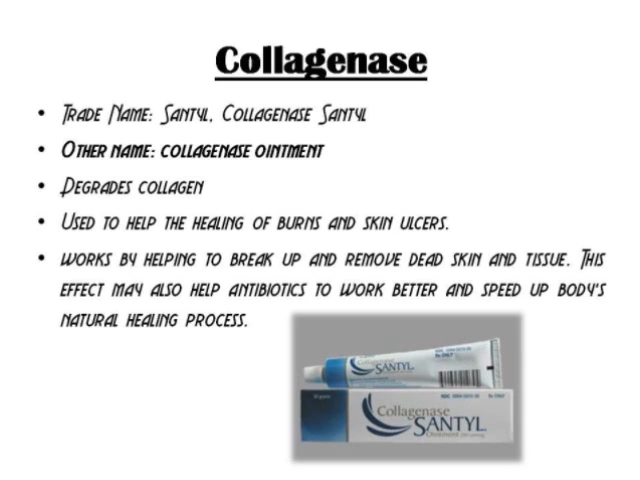 Collagenase
• Trade Name: Santyl, Collagenase Santyl
• Other name: collagenase ointment
• Degrades collagen
• Used to help the healing of burns and skin ulcers.
• works by helping to break up and remove dead skin and tissue. This
effect may also help antibiotics to work better and speed up body's
natural healing process.
Collagenase
SANTYL
Rx ONLY
Collagenase
SANTYL
Ointment